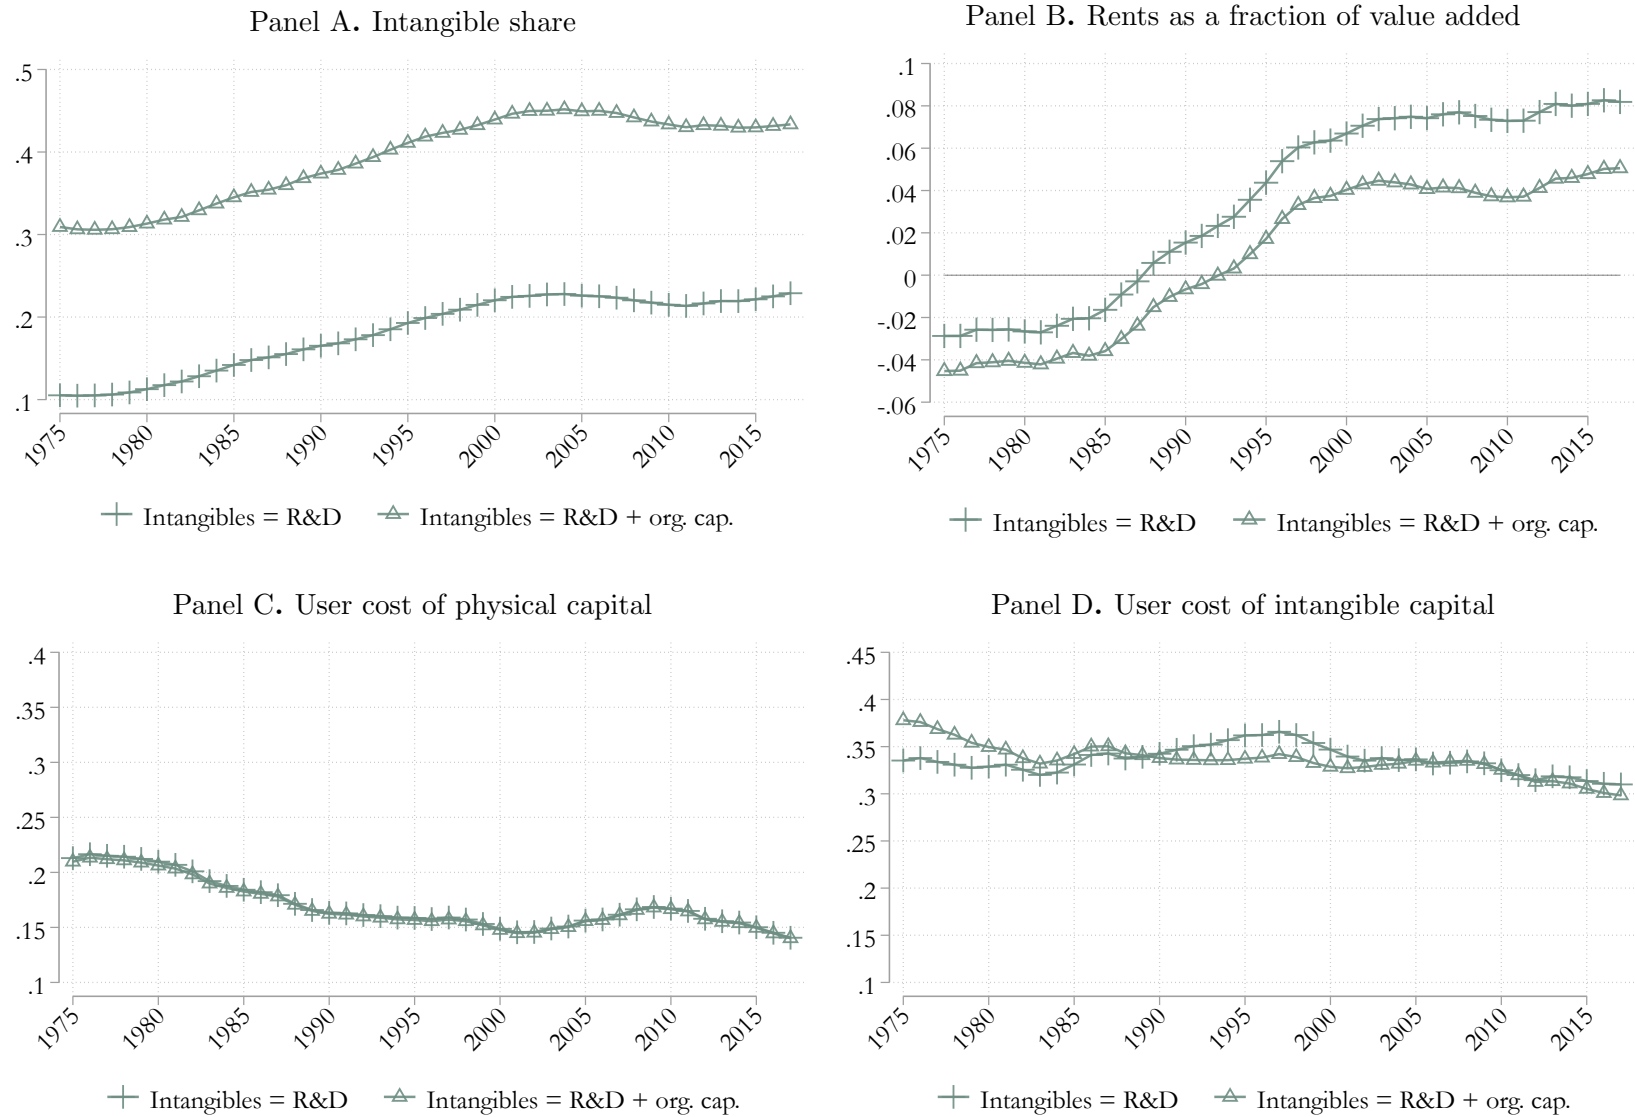 Panel A. Intangible share
.5
.4
.3
.2
.1
1975 1980 1985 1990 1995 2000 2005 2010 2015
Intangibles = R&D Intangibles = R&D + org. cap.
Panel B. Rents as a fraction of value added
.1
.08
.06
.04
.02
0
-.02
-.04
-.06
1975 1980 1985 1990 1995 2000 2005 2010 2015
Intangibles = R&D Intangibles = R&D + org. cap.
Panel C. User cost of physical capital
.4
.35
.3
.25
.2
.15
.1
1975 1980 1985 1990 1995 2000 2005 2010 2015
Intangibles = R&D Intangibles = R&D + org. cap.
Panel D. User cost of intangible capital
.45
.4
.35
.3
.25
.2
.15
.1
1975 1980 1985 1990 1995 2000 2005 2010 2015
Intangibles = R&D Intangibles = R&D + org. cap.